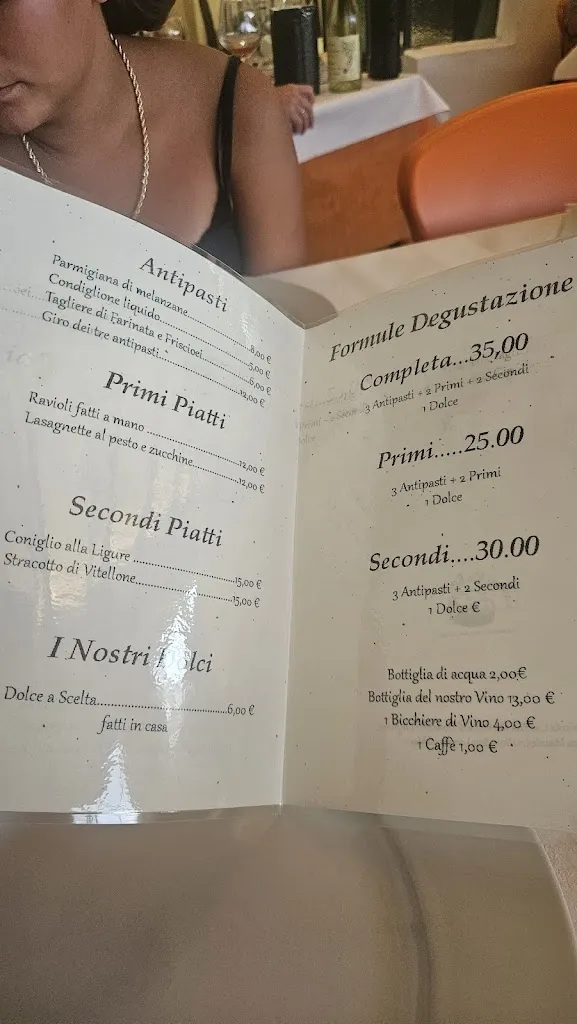 Antipasti
Parmigiana di melanzane..................8,00 €
Condiglione liquido..................5,00 €
Tagliere di Farinata e Friscioei..................8,00 €
Giro dei tre antipasti..................12,00 €
Primi Piatti
Ravioli fatti a mano ..................12,00 €
Lasagnette al pesto e zucchine..................12,00 €
Secondi Piatti
Coniglio alla Ligure ..................15,00 €
Stracotto di Vitellone..................15,00 €
I Nostri Dolci
Dolce a Scelta..................6,00 €
fatti in casa
Formule Degustazione
Completa...35,00
3 Antipasti + 2 Primi + 2 Secondi
1 Dolce
Primi.....25.00
3 Antipasti + 2 Primi
1 Dolce
Secondi....30.00
3 Antipasti + 2 Secondi
1 Dolce €
Bottiglia di acqua 2,00€
Bottiglia del nostro Vino 13,00 €
1 Bicchiere di Vino 4,00 €
1 Caffè 1,00 €